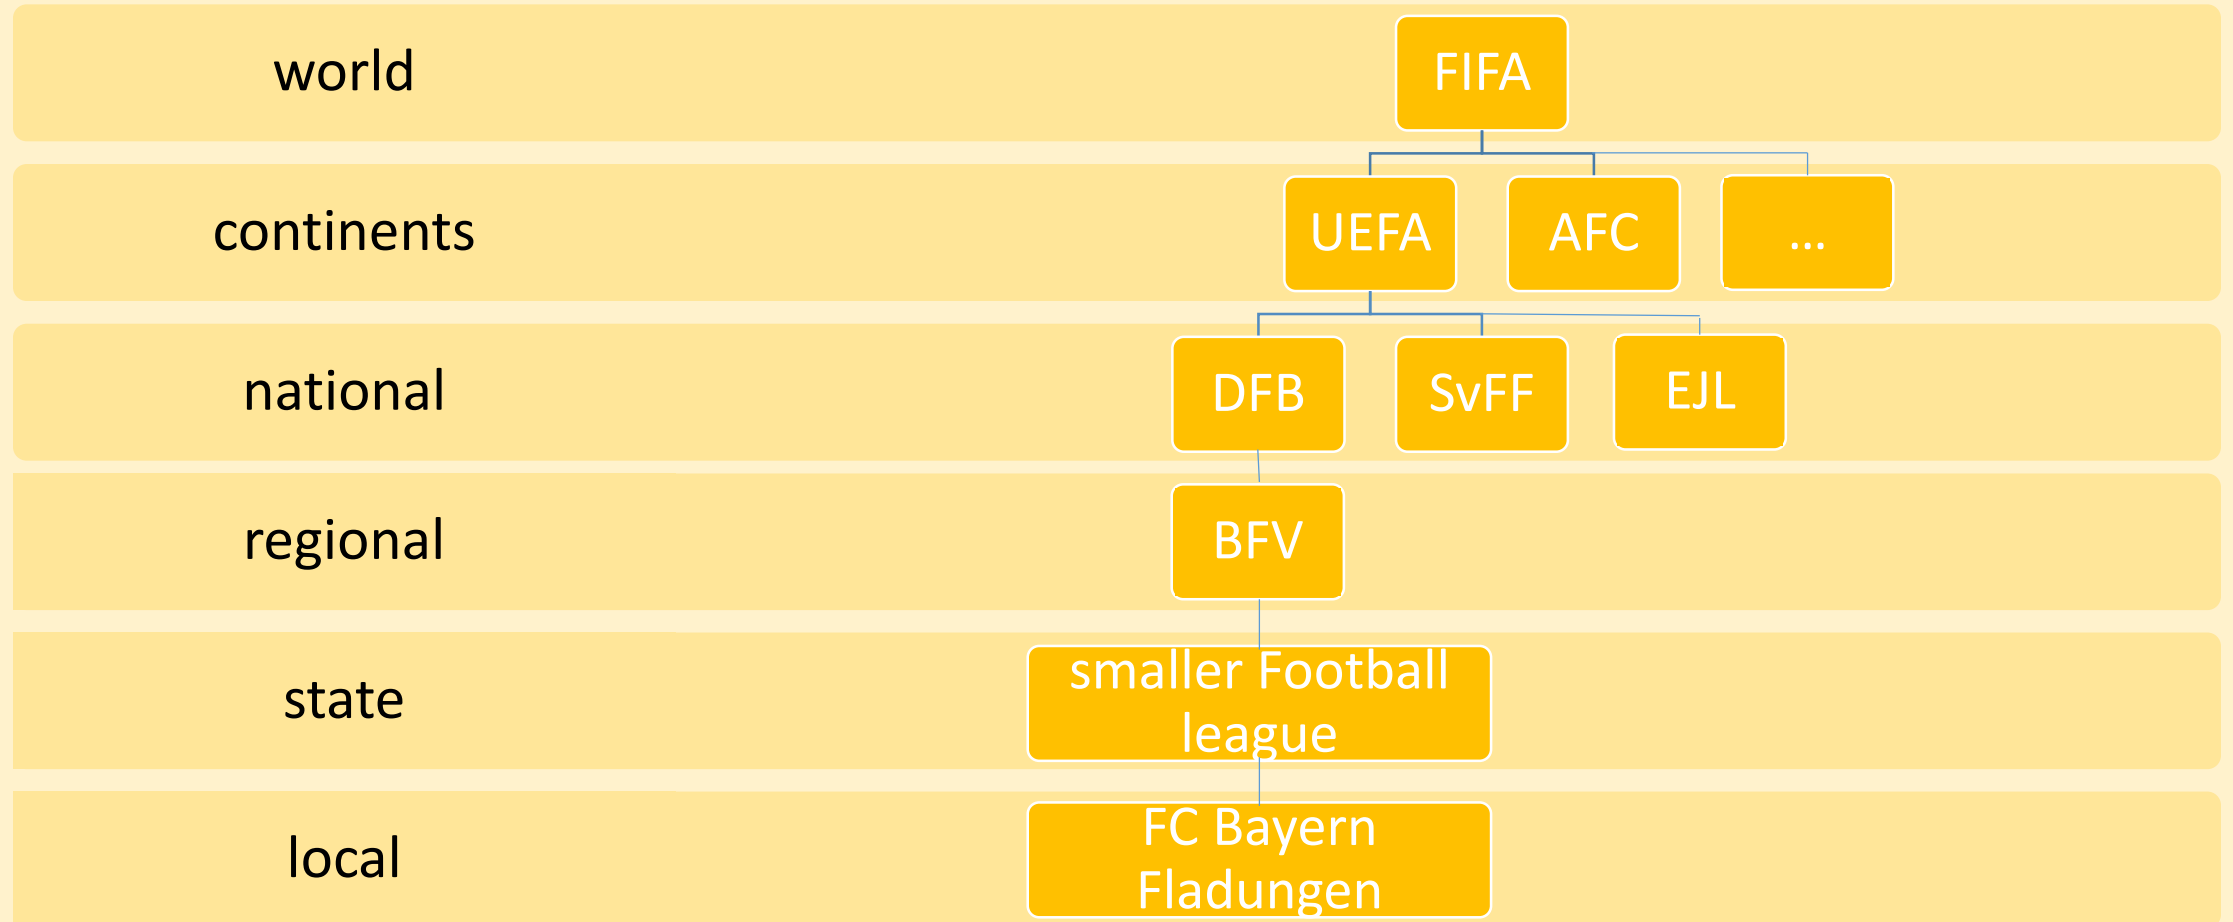 world
FIFA
continents
UEFA
AFC
...
national
DFB
SvFF
EJL
regional
BFV
state
smaller Football
league
local
FC Bayern
Fladungen